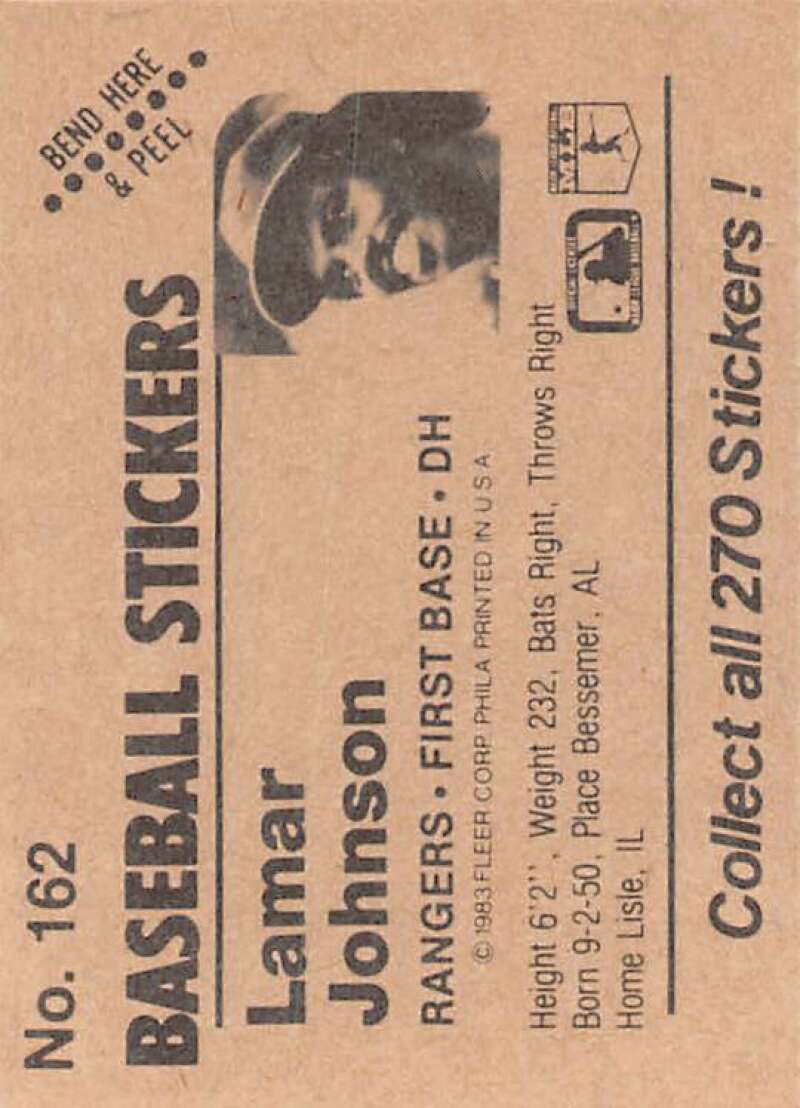 No. 162
BEND HERE
& PEEL
BASEBALL STICKERS
Lamar
Johnson
RANGERS • FIRST BASE • DH
© 1983 FLEER CORP. PHILA PRINTED IN U S A
Height 6'2'', Weight 232, Bats Right, Throws Right
Born 9-2-50, Place Bessemer, AL
Home Lisle, IL
Collect all 270 Stickers !